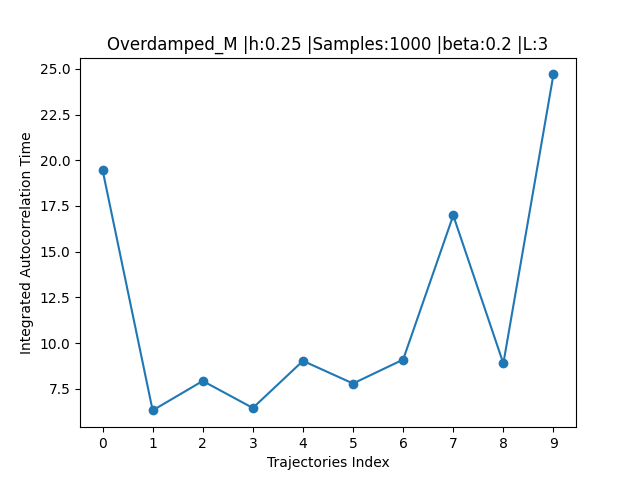 Overdamped_M |h:0.25 |Samples:1000 |beta:0.2 |L:3
25.0
22.5
20.0
17.5
15.0
12.5
10.0
7.5
Integrated Autocorrelation Time
0 1 2 3 4 5 6 7 8 9
Trajectories Index